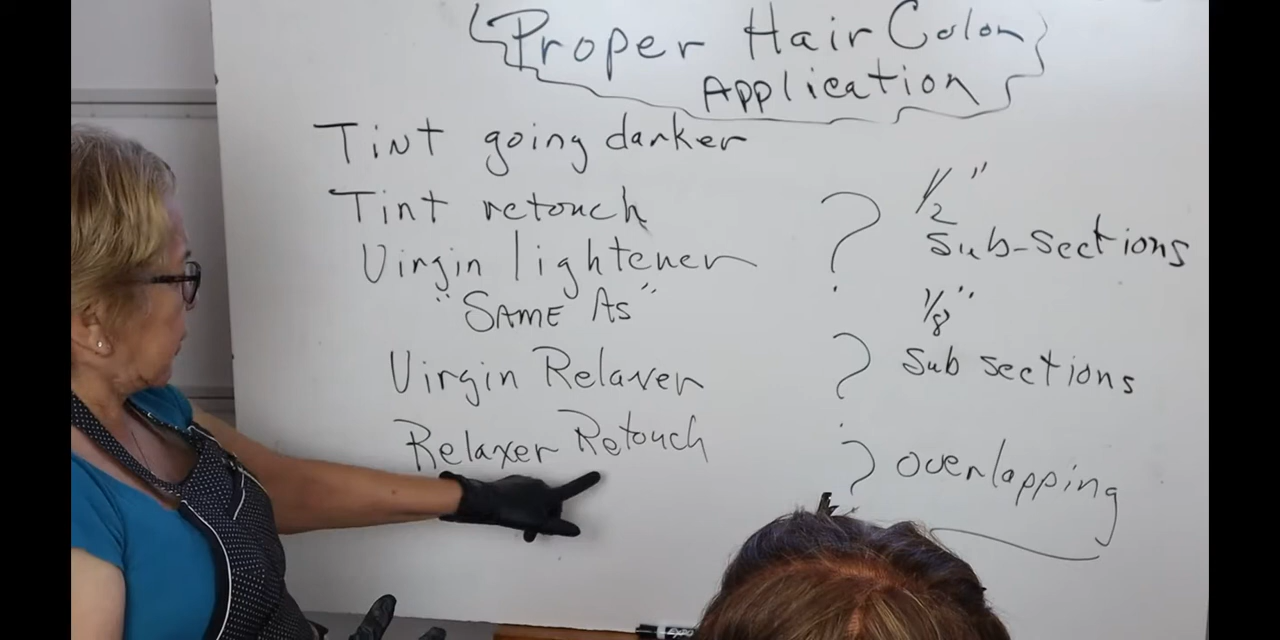 Proper Hair Color
Application
Tint going darker
Tint retouch
Virgin lightener
"SAME AS"
Virgin Relaxer
Relaxer Retouch
?
1/2"
Sub-sections
1/8"
?
Sub sections
? overlapping
EXPO